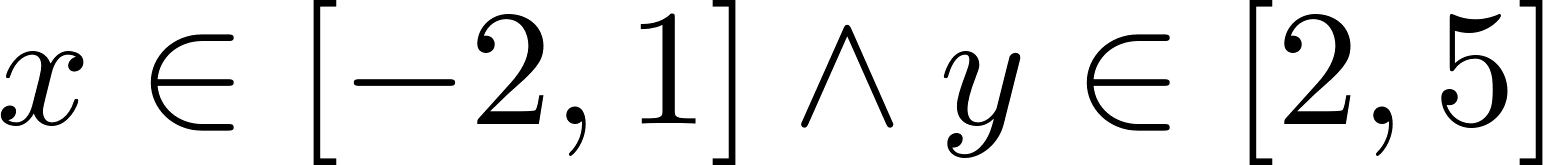 x ∈ [−2, 1] ∧ y ∈ [2, 5]